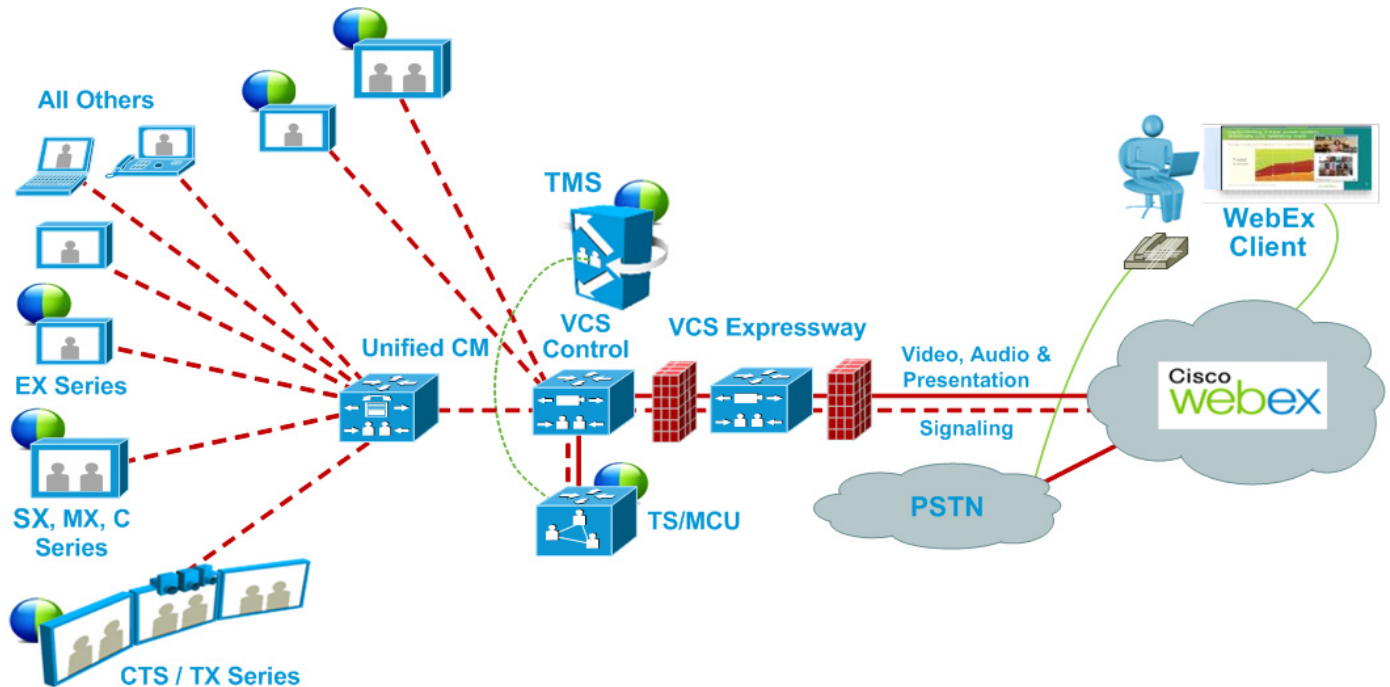 All Others
TMS
WebEx
Client
VCS
Control
VCS Expressway
Unified CM
Video, Audio &
Presentation
EX Series
Cisco
webex
Signaling
SX, MX, C
Series
TS/MCU
PSTN
CTS / TX Series